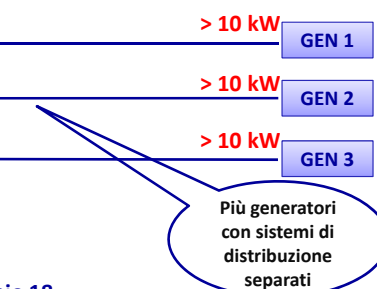 > 10 kW
GEN 1
> 10 kW
GEN 2
> 10 kW
GEN 3
Più generatori
con sistemi di
distribuzione
separati
18